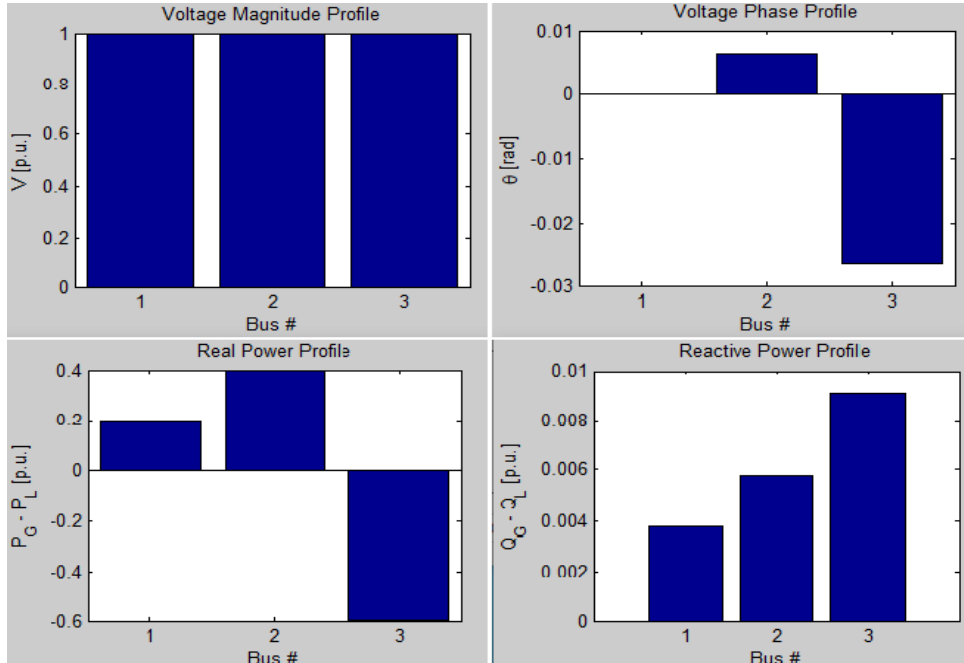 Voltage Magnitude Profile
1
0.8
0.6
0.4
0.2
0
V [p.u.]
1 2 3
Bus #
Voltage Phase Profile
0.01
0
-0.01
-0.02
-0.03
θ [rad]
1 2 3
Bus #
Real Power Profile
0.4
0.2
0
-0.2
-0.4
-0.6
P_G - P_L [p.u.]
1 2 3
Bus #
Reactive Power Profile
0.01
0.008
0.006
0.004
0.002
0
Q_G - Q_L [p.u.]
1 2 3
Bus #